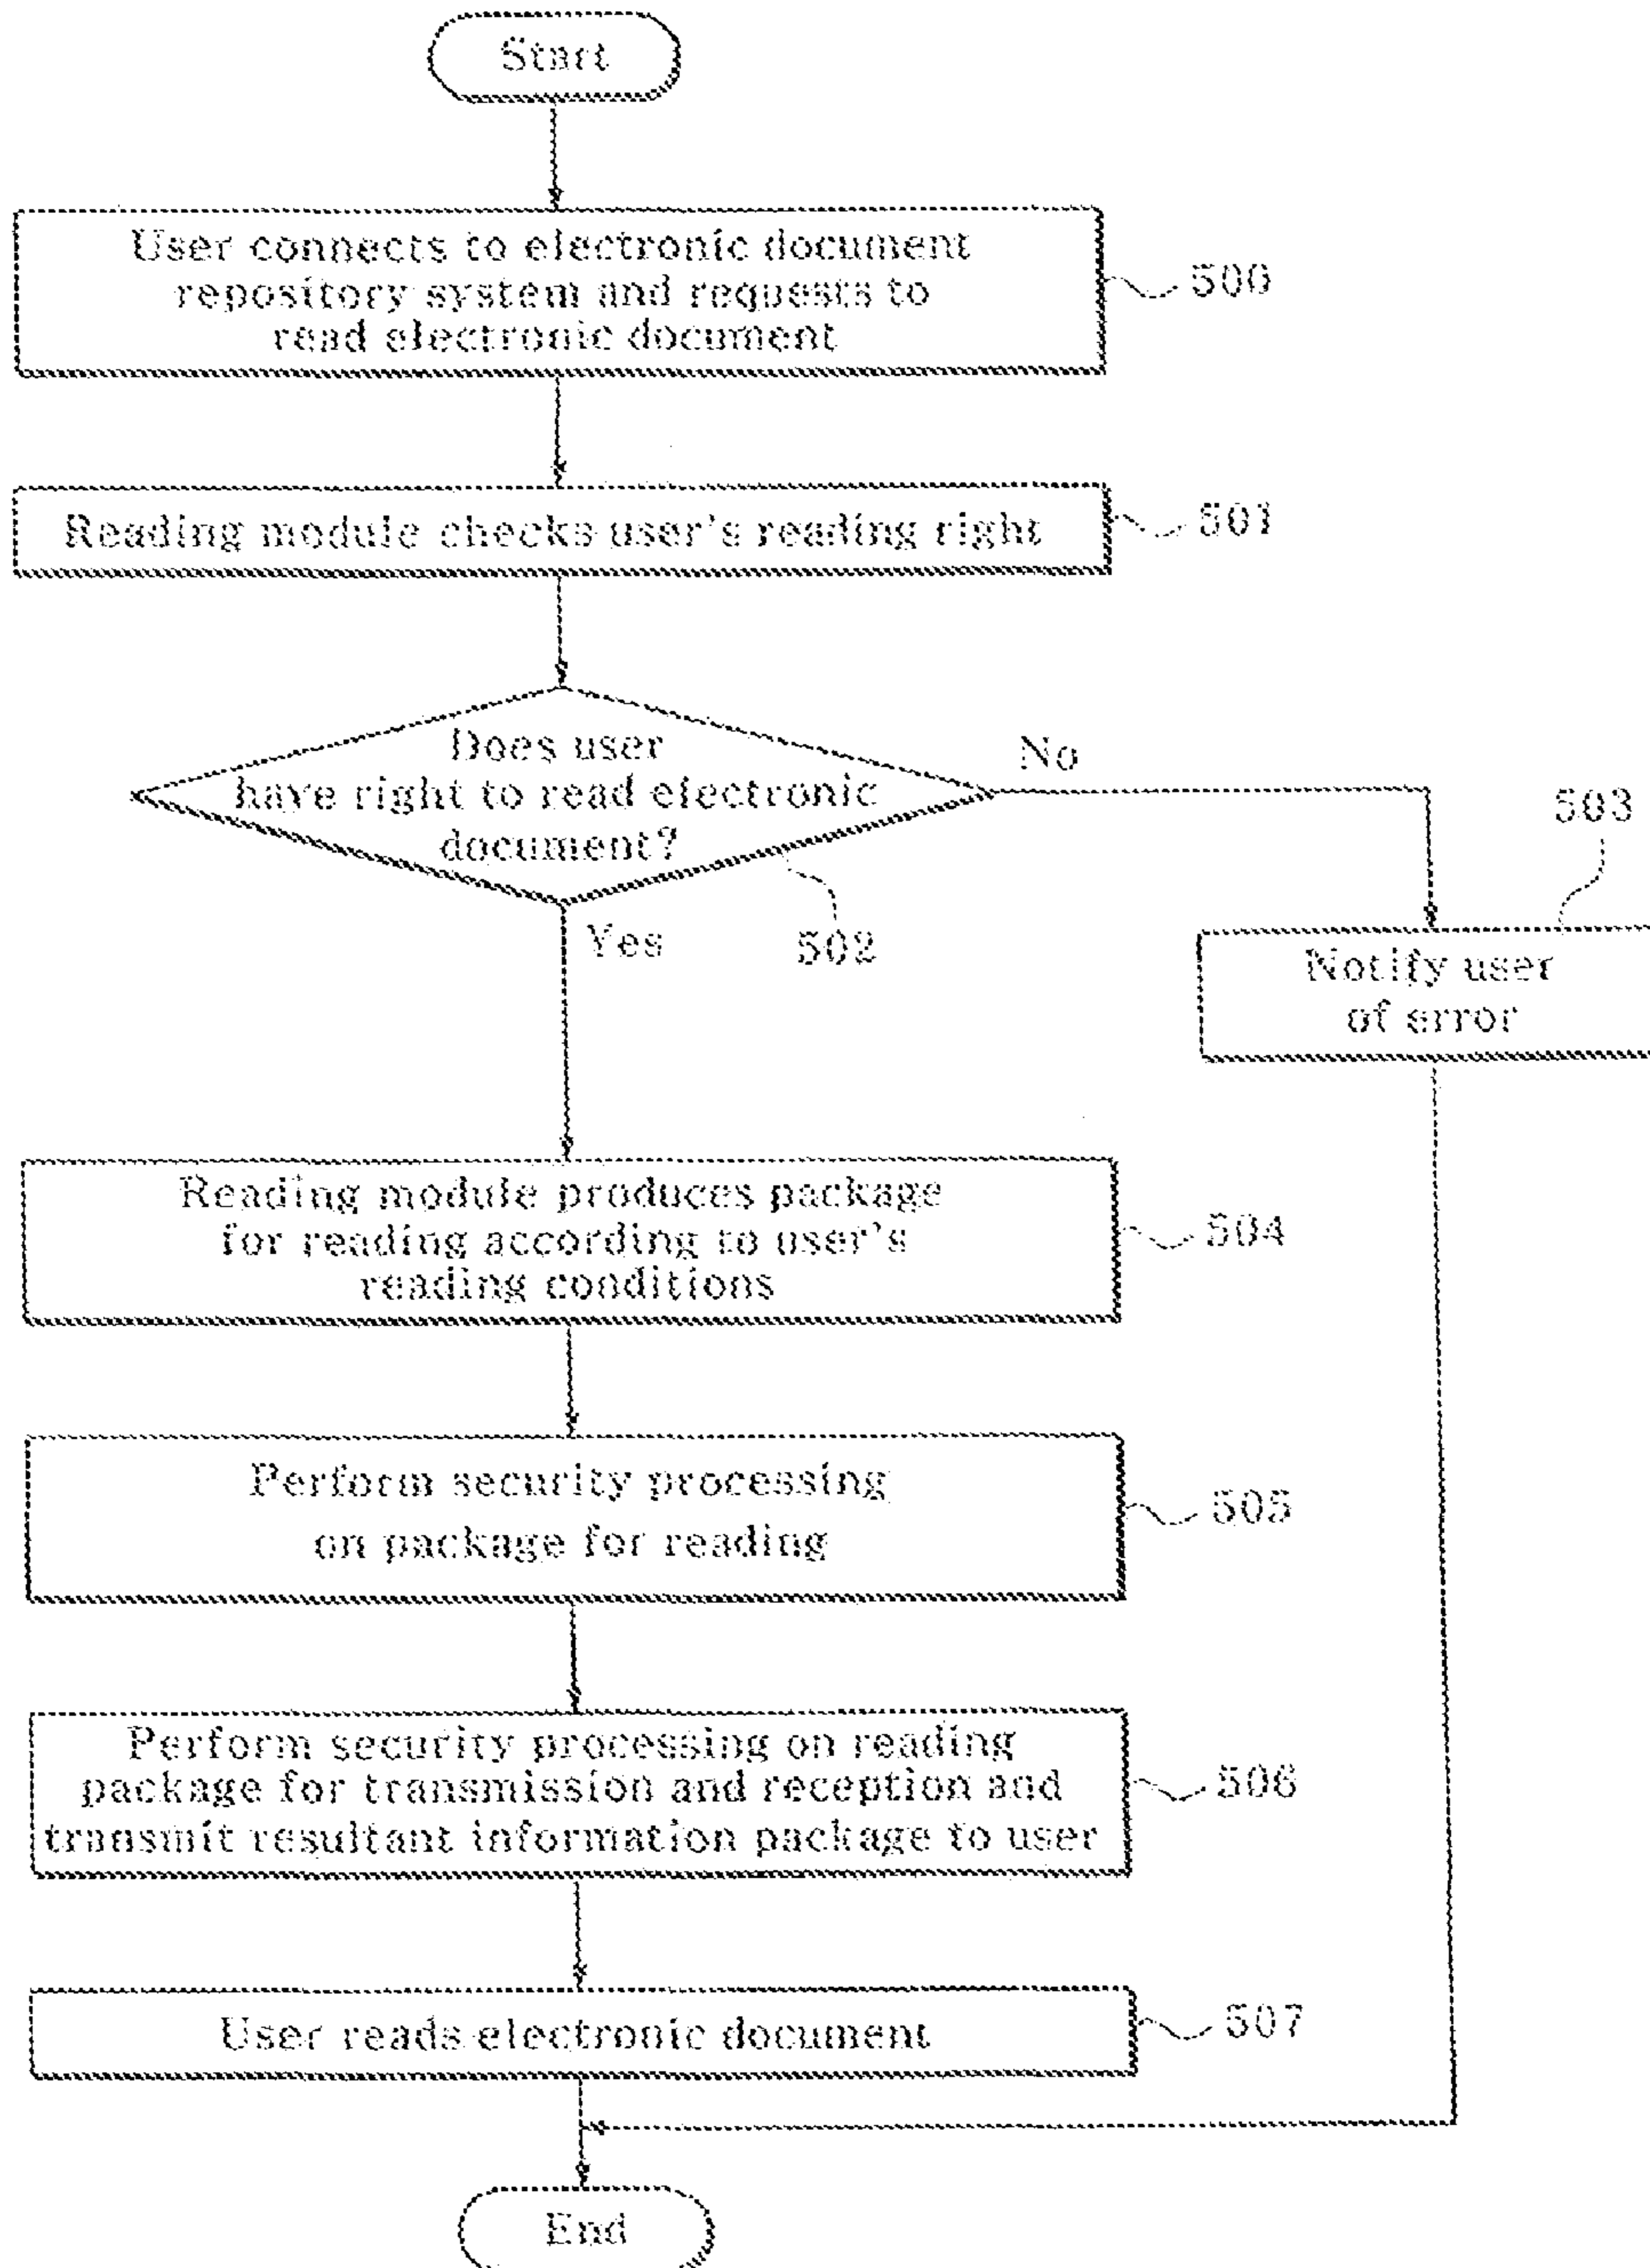 Start
User connects to electronic document
repository system and requests to
read electronic document
500
Reading module checks user's reading right
501
Does user
have right to read electronic
document?
No
503
Yes
502
Notify user
of error
Reading module produces package
for reading according to user's
reading conditions
504
Perform security processing
on package for reading
505
Perform security processing on reading
package for transmission and reception and
transmit resultant information package to user
506
User reads electronic document
507
End